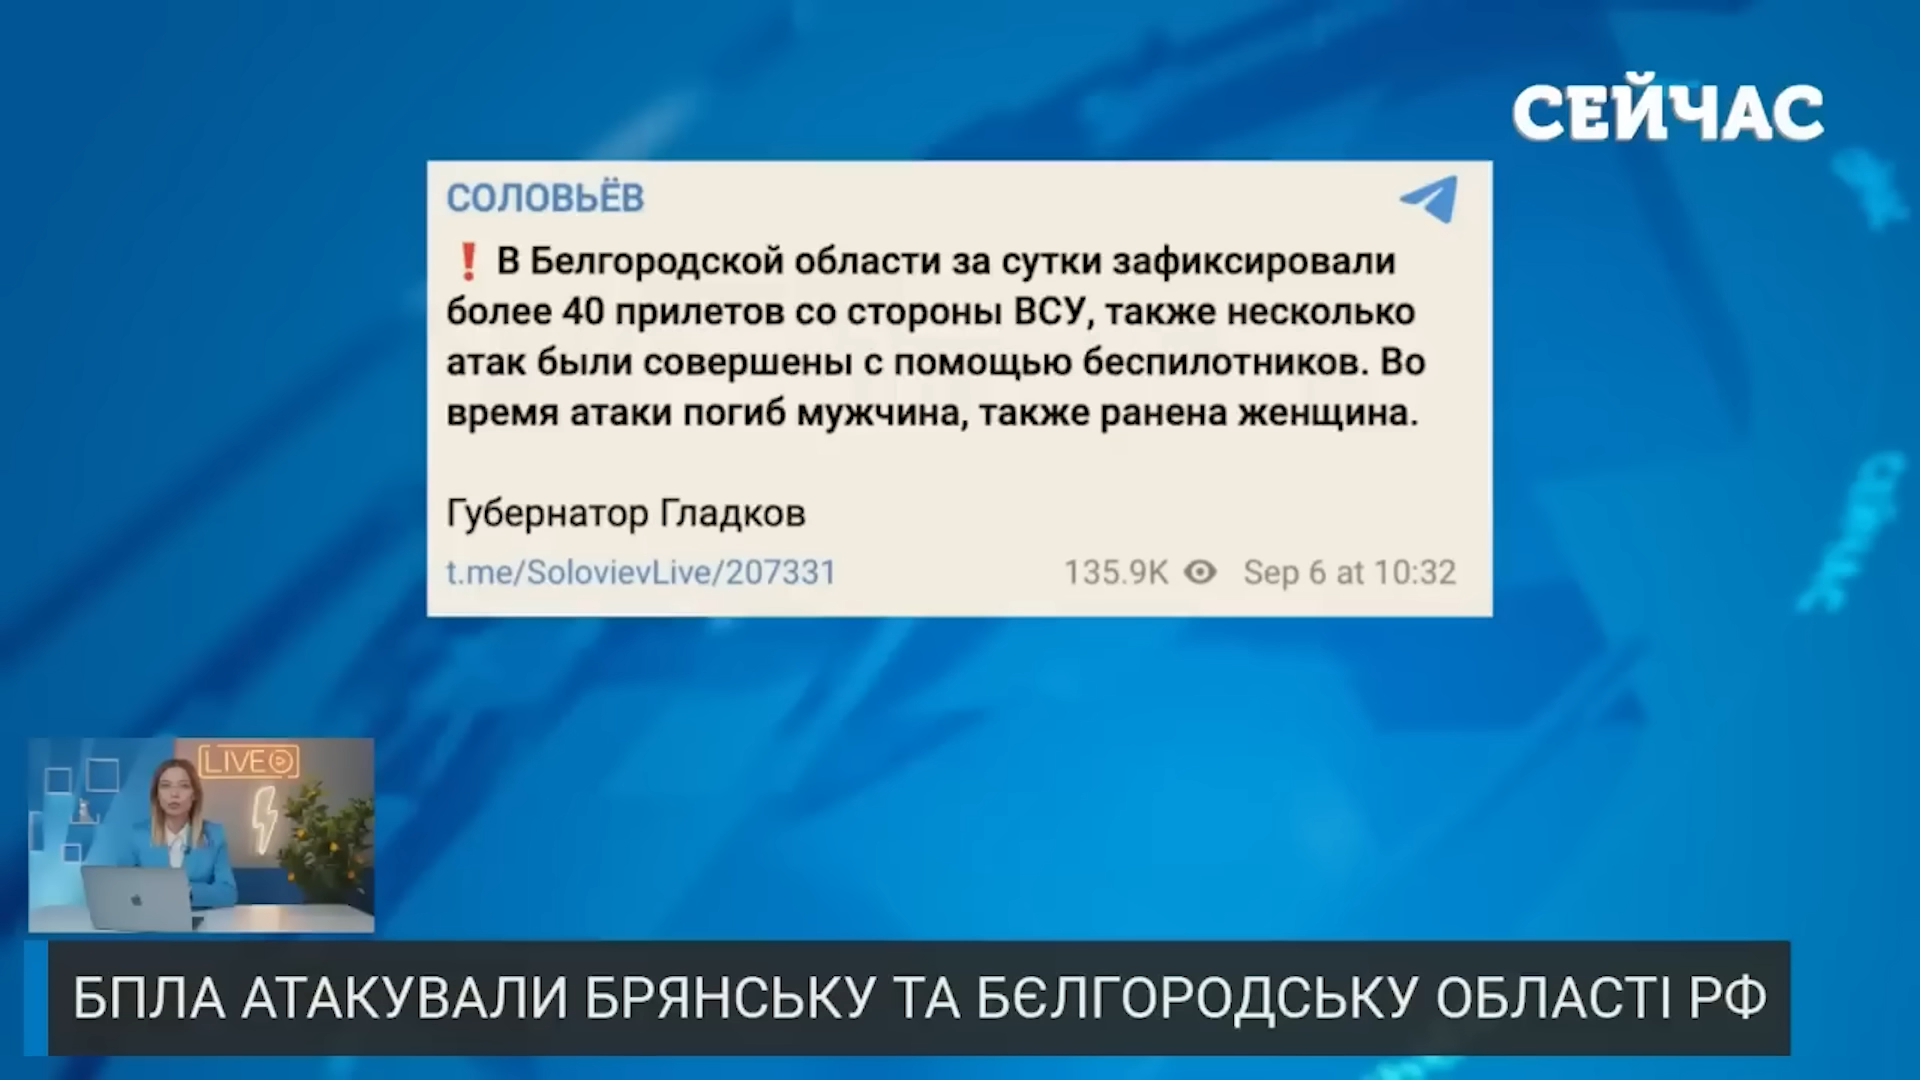 СЕЙЧАС
СОЛОВЬЁВ
❗ В Белгородской области за сутки зафиксировали
более 40 прилетов со стороны ВСУ, также несколько
атак были совершены с помощью беспилотников. Во
время атаки погиб мужчина, также ранена женщина.
Губернатор Гладков
t.me/SolovievLive/207331 135.9K Sep 6 at 10:32
LIVE
БПЛА АТАКУВАЛИ БРЯНСЬКУ ТА БЄЛГОРОДСЬКУ ОБЛАСТІ РФ